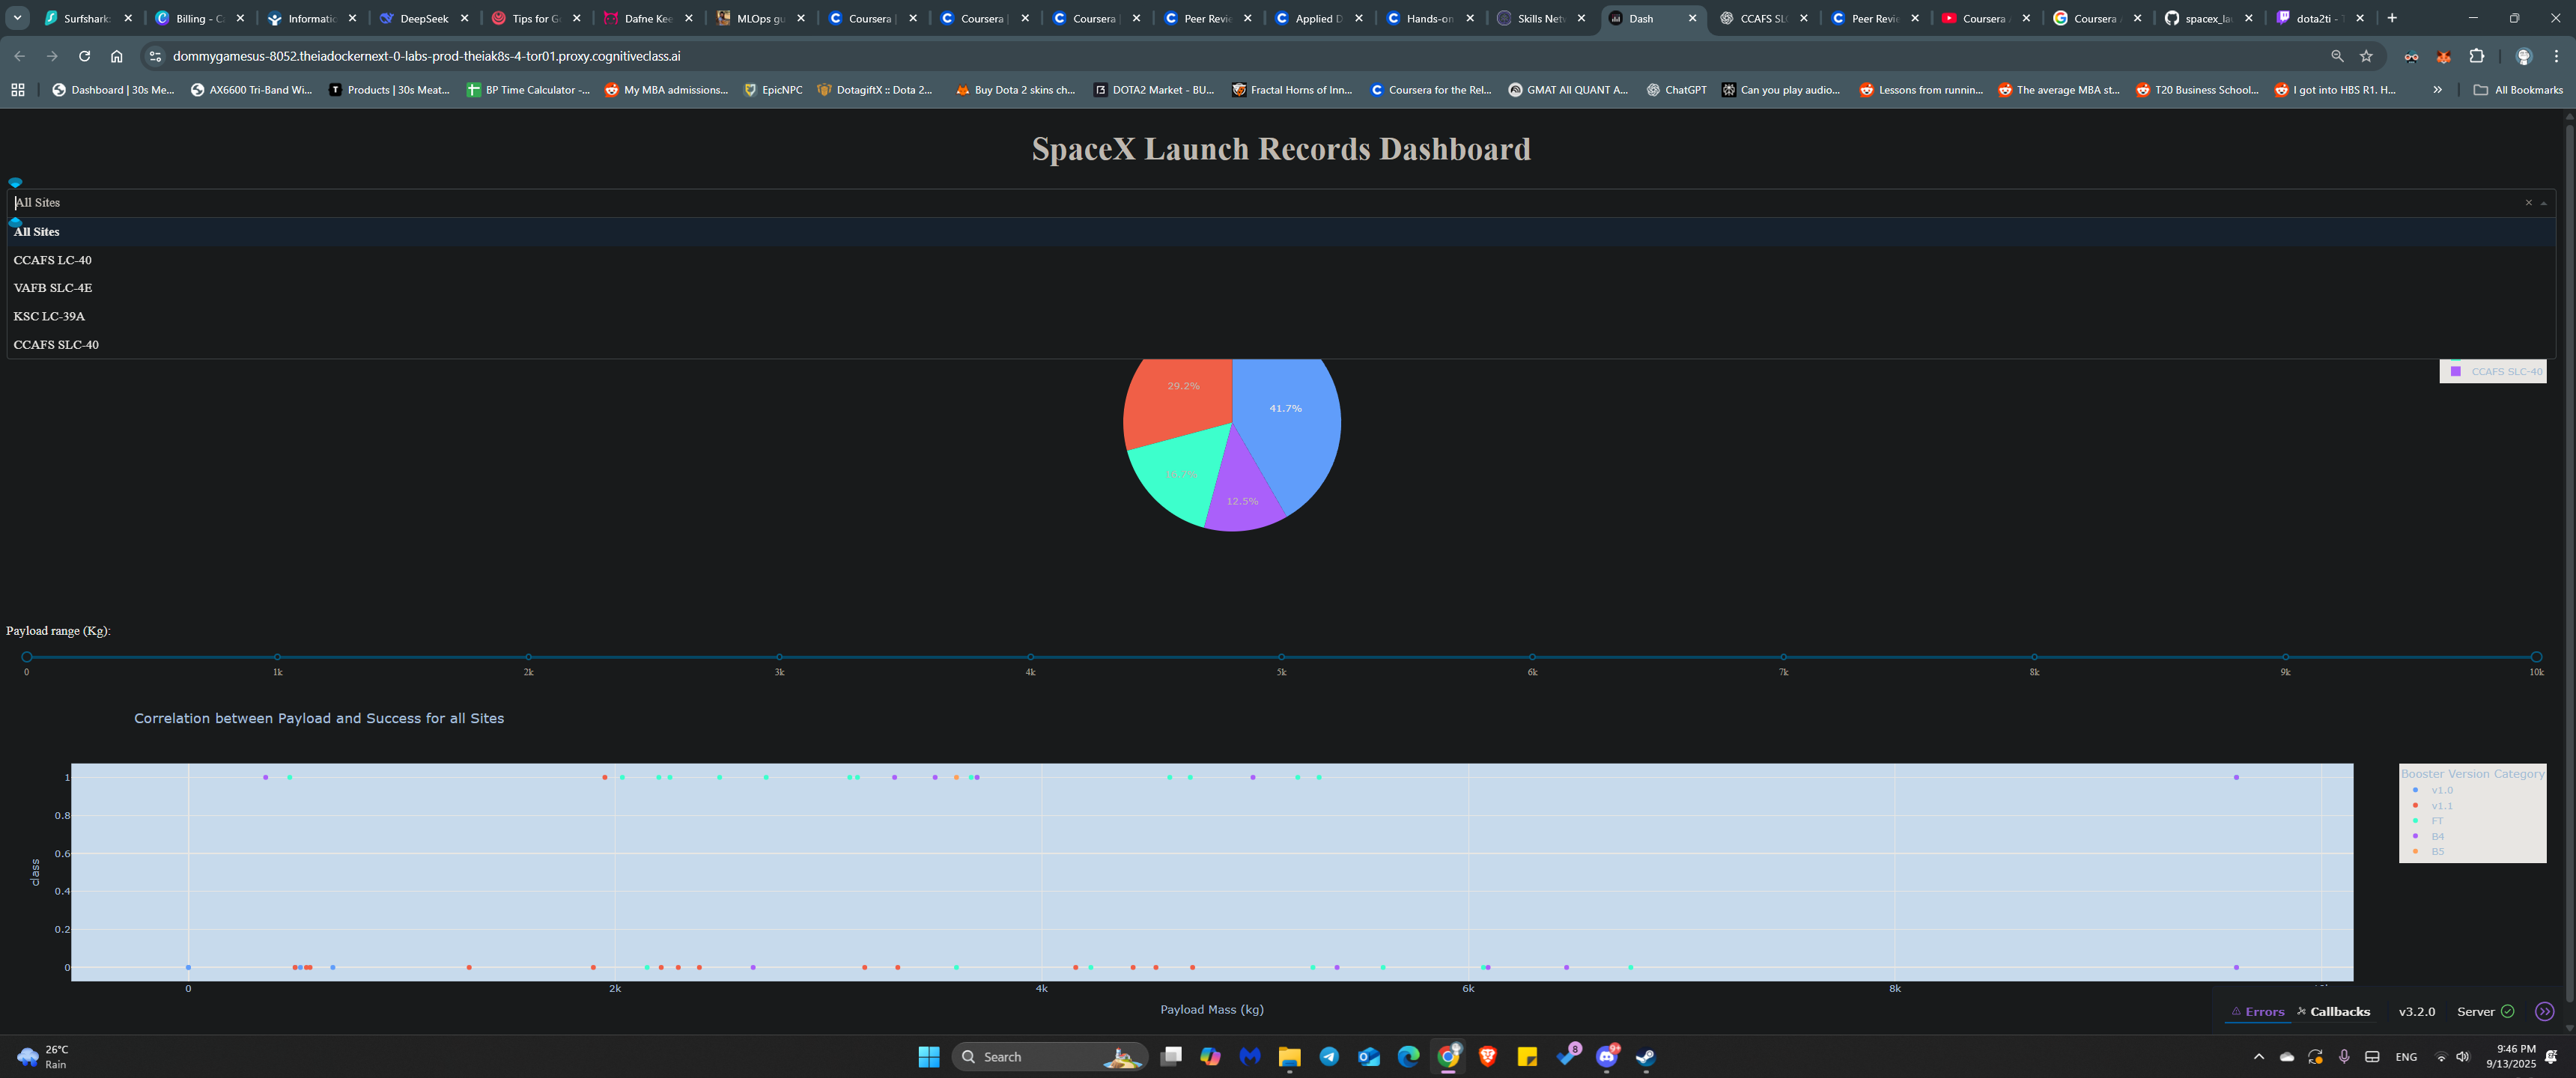 Surfshark:
Billing - Ca
Informatic
DeepSeek
Tips for Ge
Dafne Kee
MLOps gu
Coursera |
Coursera |
Coursera |
Peer Revie
Applied D
Hands-on
Skills Netw
Dash
CCAFS SLC
Peer Revie
Coursera A
Coursera A
spacex_lau
dota2ti - T
dommygamesus-8052.theiadockernext-0-labs-prod-theiak8s-4-tor01.proxy.cognitiveclass.ai
Dashboard | 30s Me...
AX6600 Tri-Band Wi...
Products | 30s Meat...
BP Time Calculator -...
My MBA admissions...
EpicNPC
DotagiftX :: Dota 2...
Buy Dota 2 skins ch...
DOTA2 Market - BU...
Fractal Horns of Inn...
Coursera for the Rel...
GMAT All QUANT A...
ChatGPT
Can you play audio...
Lessons from runnin...
The average MBA st...
T20 Business School...
I got into HBS R1. H...
All Bookmarks
SpaceX Launch Records Dashboard
All Sites
All Sites
CCAFS LC-40
VAFB SLC-4E
KSC LC-39A
CCAFS SLC-40
CCAFS SLC-40
29.2%
41.7%
16.7%
12.5%
Payload range (Kg):
0 1k 2k 3k 4k 5k 6k 7k 8k 9k 10k
Correlation between Payload and Success for all Sites
1
0.8
0.6
0.4
0.2
0
class
0 2k 4k 6k 8k
Payload Mass (kg)
Booster Version Category
v1.0
v1.1
FT
B4
B5
Errors
Callbacks
v3.2.0
Server
26°C
Rain
Search
8
9+
ENG
9:46 PM
9/13/2025